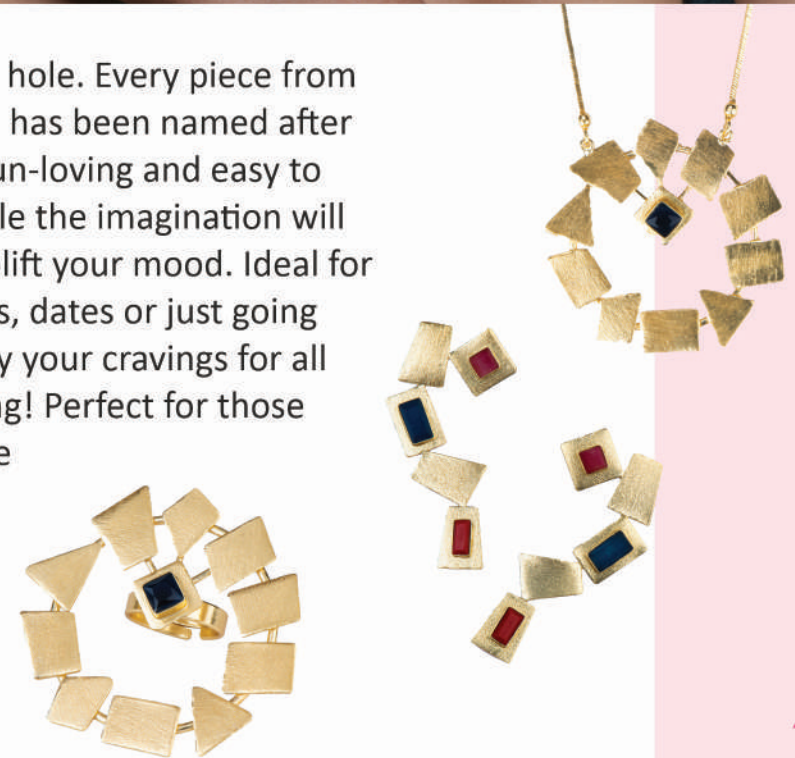 hole. Every piece from
has been named after
un-loving and easy to
le the imagination will
lift your mood. Ideal for
s, dates or just going
y your cravings for all
g! Perfect for those
e